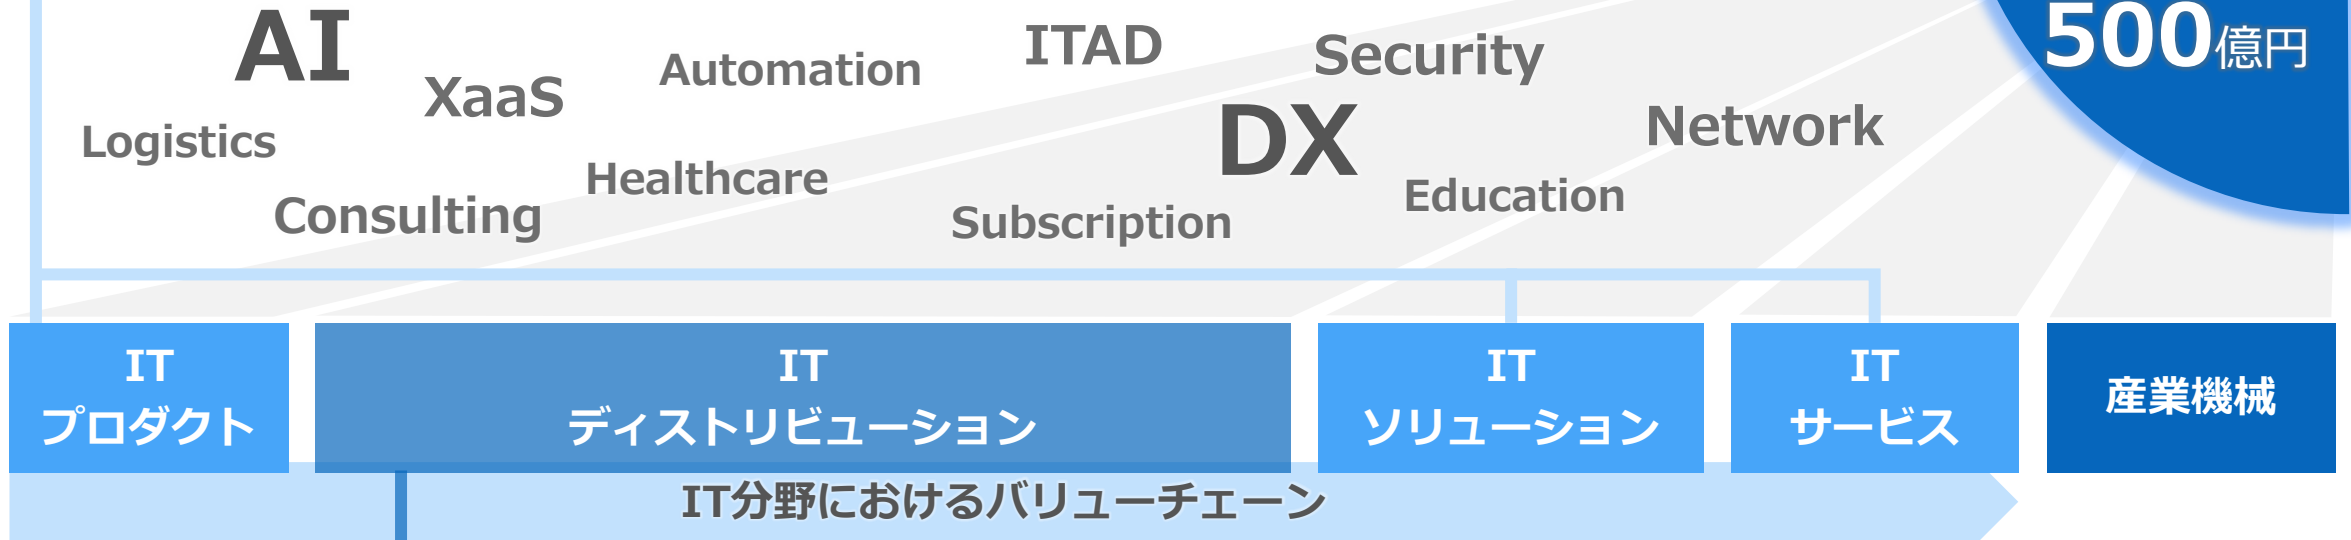 AI
ITAD
Security
500億円
Automation
XaaS
DX
Network
Logistics
Healthcare
Education
Consulting
Subscription
IT
プロダクト
IT
ディストリビューション
IT
ソリューション
IT
サービス
産業機械
IT分野におけるバリューチェーン